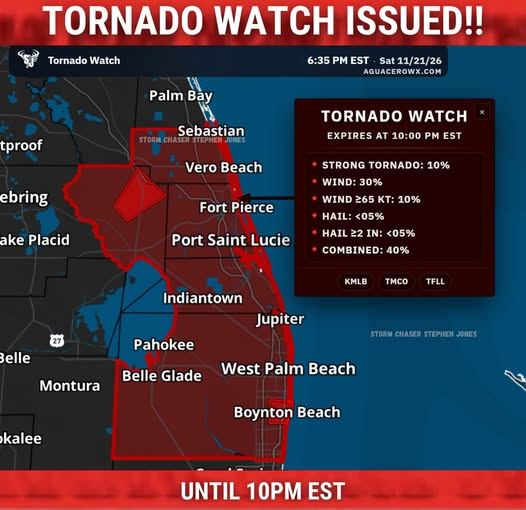 TORNADO WATCH ISSUED!!
Tornado Watch
6:35 PM EST · Sat 11/21/26
AGUACEROWX.COM
Palm Bay
Sebastian
STORM CHASER STEPHEN JONES
tproof
Vero Beach
ebring
Fort Pierce
ake Placid
Port Saint Lucie
TORNADO WATCH
×
EXPIRES AT 10:00 PM EST
STRONG TORNADO: 10%
WIND: 30%
WIND ≥65 KT: 10%
HAIL: <05%
HAIL ≥2 IN: <05%
COMBINED: 40%
KMLB
TMCO
TFLL
Indiantown
Jupiter
STORM CHASER STEPHEN JONES
27
Pahokee
Belle
Belle Glade
West Palm Beach
Montura
Boynton Beach
okalee
UNTIL 10PM EST